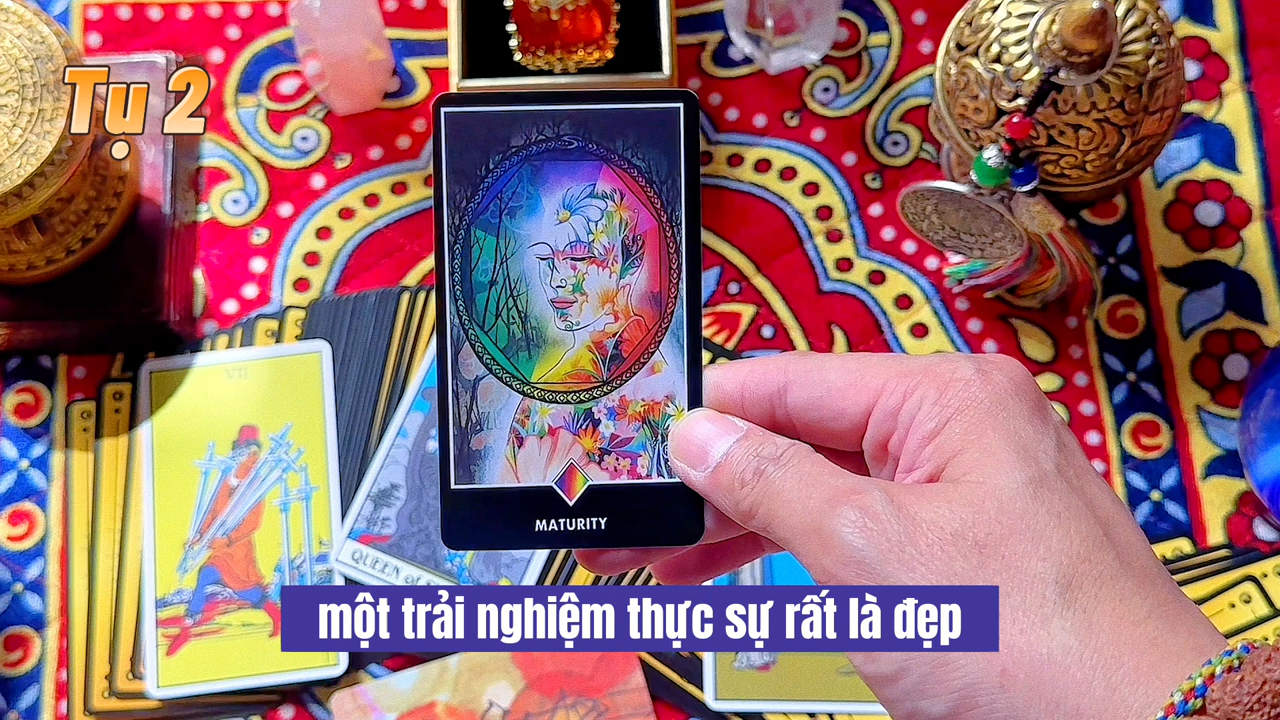 Tụ 2
VII
MATURITY
QUEEN of
một trải nghiệm thực sự rất là đẹp